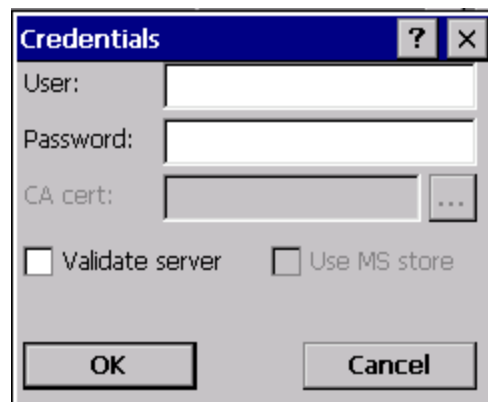 Credentials ? ×
User:
Password:
CA cert: ...
Validate server Use MS store
OK Cancel